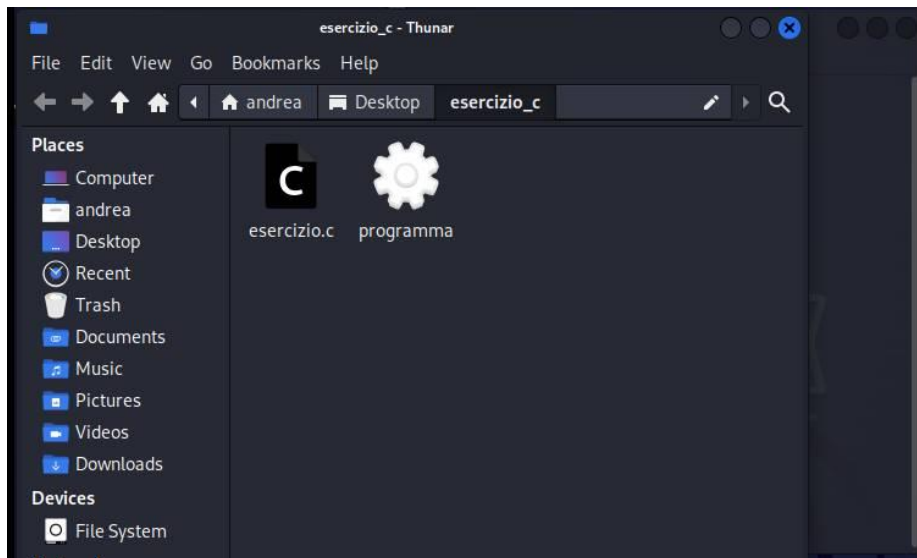 esercizio_c - Thunar
File Edit View Go Bookmarks Help
andrea Desktop esercizio_c
Places
Computer
andrea
Desktop
Recent
Trash
Documents
Music
Pictures
Videos
Downloads
Devices
File System
C
esercizio.c programma